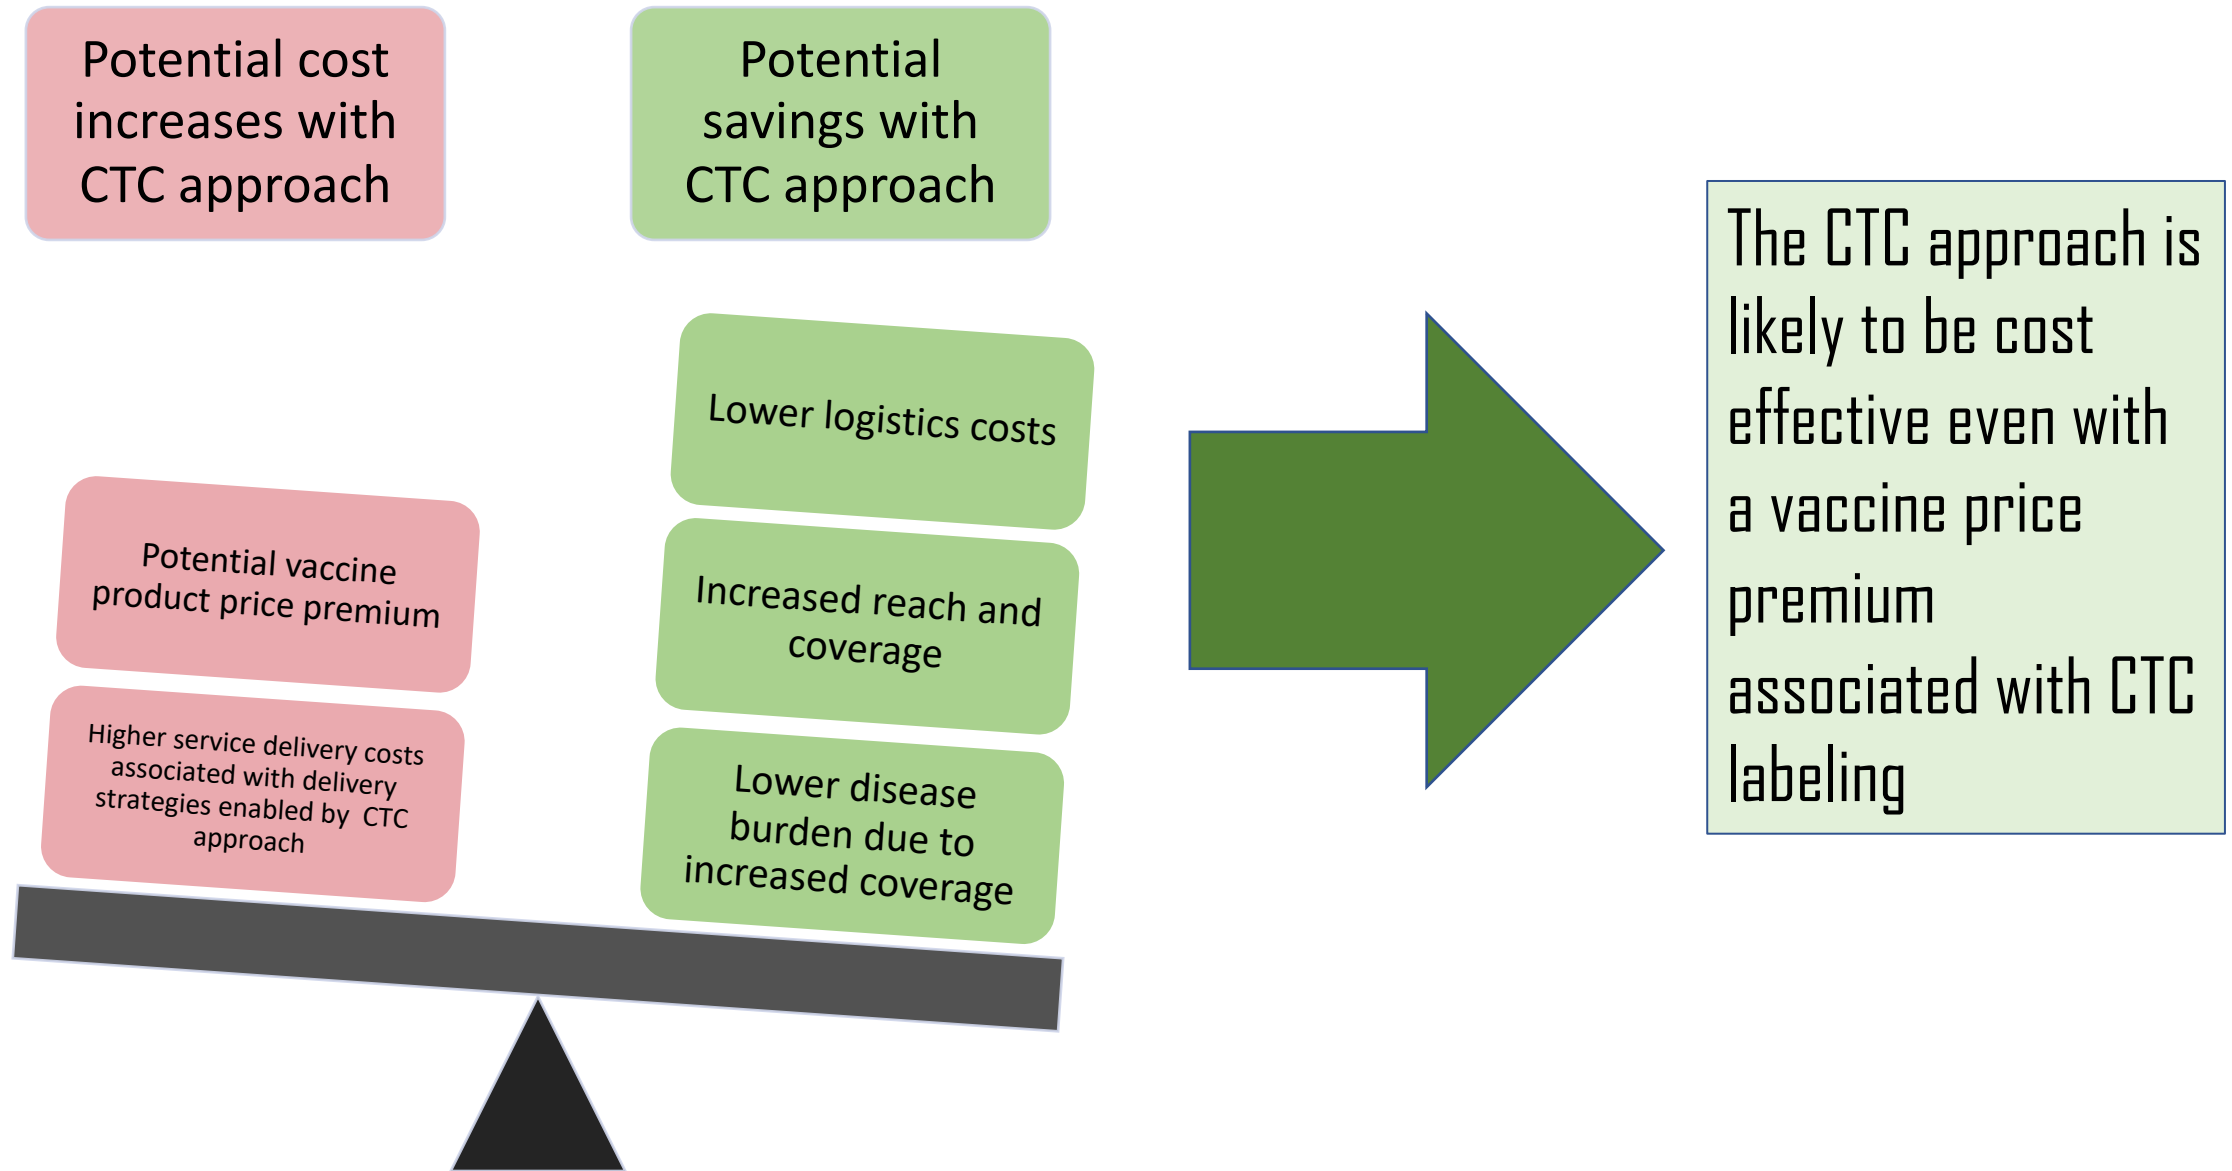 Potential cost
increases with
CTC approach
Potential
savings with
CTC approach
Potential vaccine
product price premium
Higher service delivery costs
associated with delivery
strategies enabled by CTC
approach
Lower logistics costs
Increased reach and
coverage
Lower disease
burden due to
increased coverage
The CTC approach is
likely to be cost
effective even with
a vaccine price
premium
associated with CTC
labeling